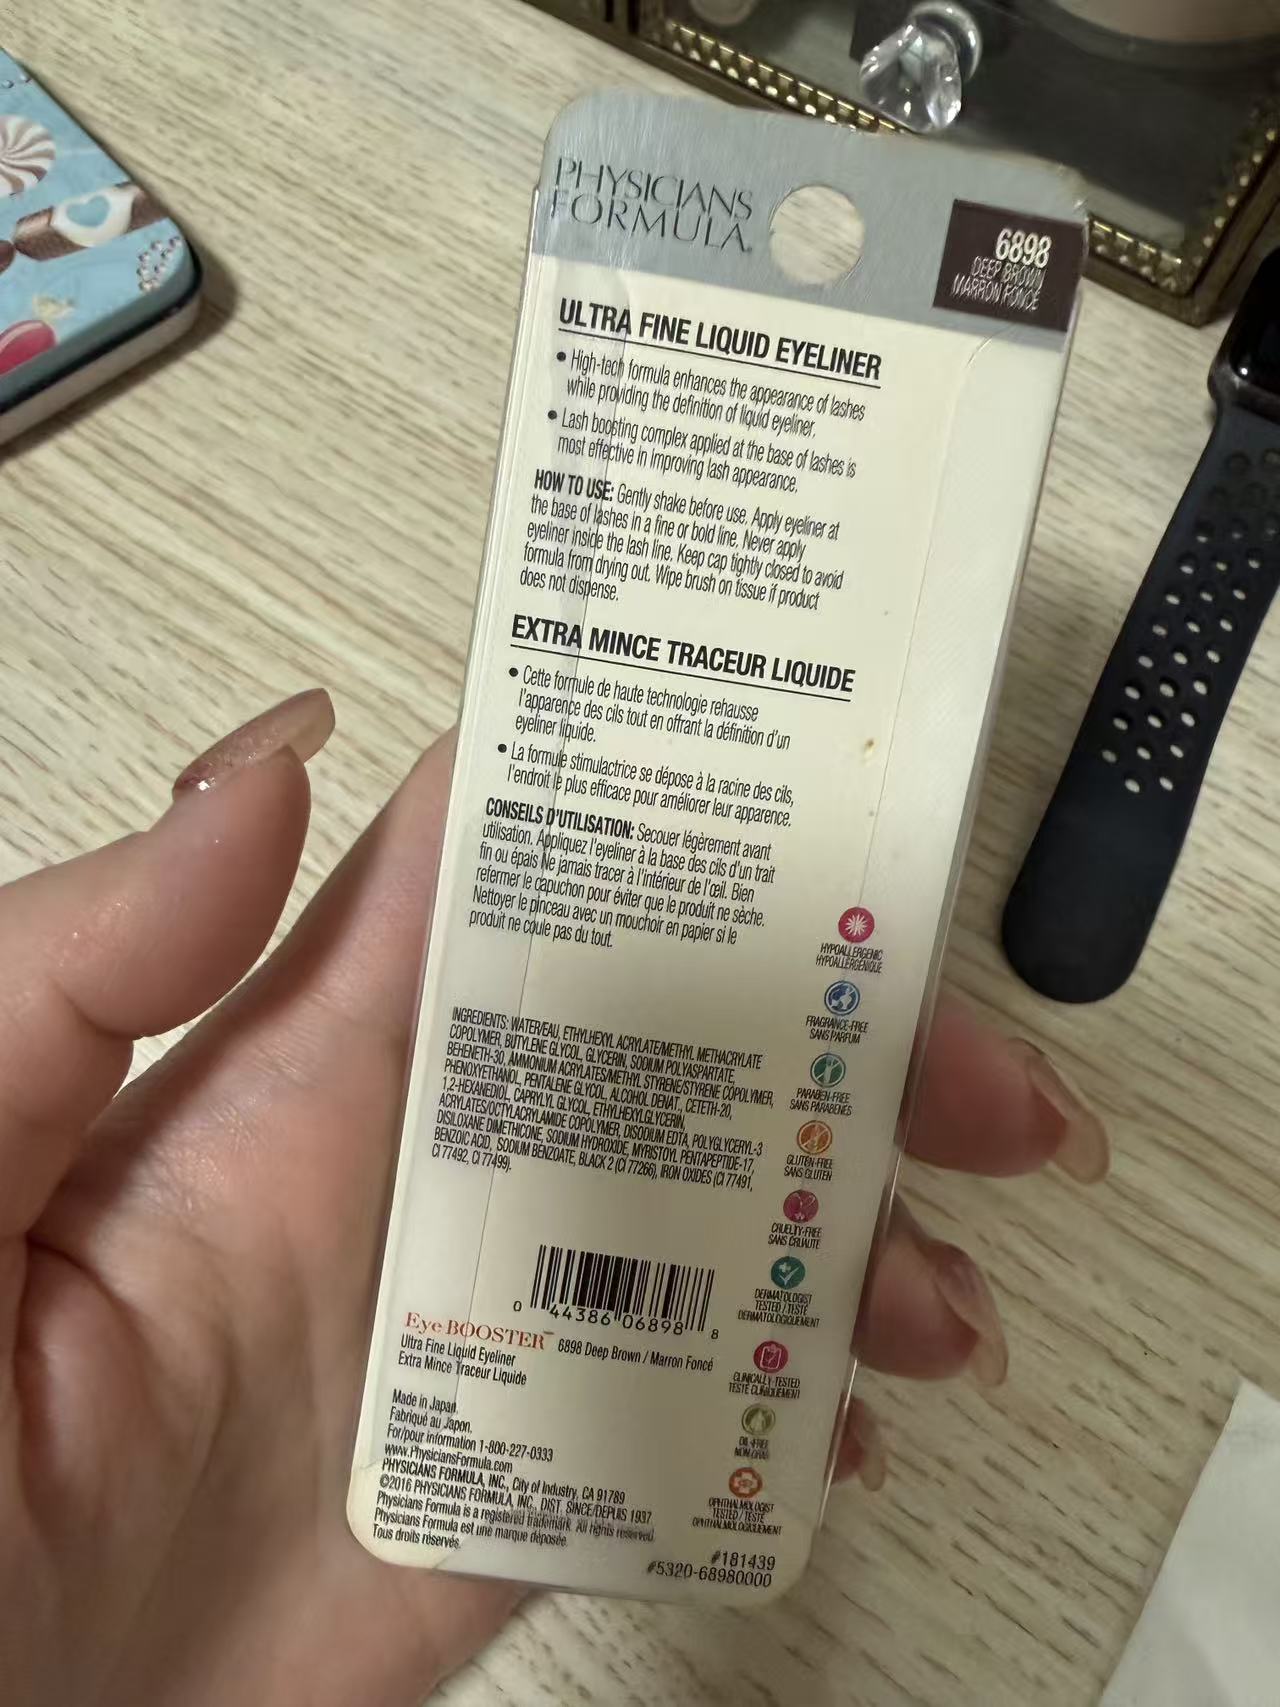 PHYSICIANS
FORMULA®
6898
DEEP BROWN
MARRON FONCÉ
ULTRA FINE LIQUID EYELINER
• High-tech formula enhances the appearance of lashes
while providing the definition of liquid eyeliner.
• Lash boosting complex applied at the base of lashes is
most effective in improving lash appearance.
HOW TO USE: Gently shake before use. Apply eyeliner at
the base of lashes in a fine or bold line. Never apply
eyeliner inside the lash line. Keep cap tightly closed to avoid
formula from drying out. Wipe brush on tissue if product
does not dispense.
EXTRA MINCE TRACEUR LIQUIDE
• Cette formule de haute technologie rehausse
l'apparence des cils tout en offrant la définition d'un
eyeliner liquide.
• La formule stimulactrice se dépose à la racine des cils,
l'endroit le plus efficace pour améliorer leur apparence.
CONSEILS D'UTILISATION: Secouer légèrement avant
utilisation. Appliquez l'eyeliner à la base des cils d'un trait
fin ou épais Ne jamais tracer à l'intérieur de l'œil. Bien
refermer le capuchon pour éviter que le produit ne sèche.
Nettoyer le pinceau avec un mouchoir en papier si le
produit ne coule pas du tout.
INGREDIENTS: WATER/EAU, ETHYLHEXYL ACRYLATE/METHYL METHACRYLATE
COPOLYMER, BUTYLENE GLYCOL, GLYCERIN, SODIUM POLYASPARTATE,
BEHENETH-30, AMMONIUM ACRYLATES/METHYL STYRENE/STYRENE COPOLYMER,
PHENOXYETHANOL, PENTALENE GLYCOL, ALCOHOL DENAT., CETETH-20,
1,2-HEXANEDIOL, CAPRYLYL GLYCOL, ETHYLHEXYLGLYCERIN,
ACRYLATES/OCTYLACRYLAMIDE COPOLYMER, DISODIUM EDTA, POLYGLYCERYL-3
DISILOXANE DIMETHICONE, SODIUM HYDROXIDE, MYRISTOYL PENTAPEPTIDE-17,
BENZOIC ACID, SODIUM BENZOATE, BLACK 2 (CI 77266), IRON OXIDES (CI 77491,
CI 77492, CI 77499).
HYPOALLERGENIC
HYPOALLERGÉNIQUE
FRAGRANCE-FREE
SANS PARFUM
PARABEN-FREE
SANS PARABÈNES
GLUTEN-FREE
SANS GLUTEN
CRUELTY-FREE
SANS CRUAUTÉ
DERMATOLOGIST
TESTED / TESTÉ
DERMATOLOGIQUEMENT
CLINICALLY-TESTED
TESTÉ CLINIQUEMENT
OIL-FREE
NON GRAS
OPHTHALMOLOGIST
TESTED / TESTÉ
OPHTALMOLOGIQUEMENT
0 44386 06898 8
Eye BOOSTER™ 6898 Deep Brown / Marron Foncé
Ultra Fine Liquid Eyeliner
Extra Mince Traceur Liquide
Made in Japan.
Fabriqué au Japon.
For/pour information 1-800-227-0333
www.PhysiciansFormula.com
PHYSICIANS FORMULA, INC., City of Industry, CA 91789
©2016 PHYSICIANS FORMULA, INC. DIST. SINCE/DEPUIS 1937
Physicians Formula is a registered trademark. All rights reserved.
Physicians Formula est une marque déposée.
Tous droits réservés.
#181439
#5320-68980000